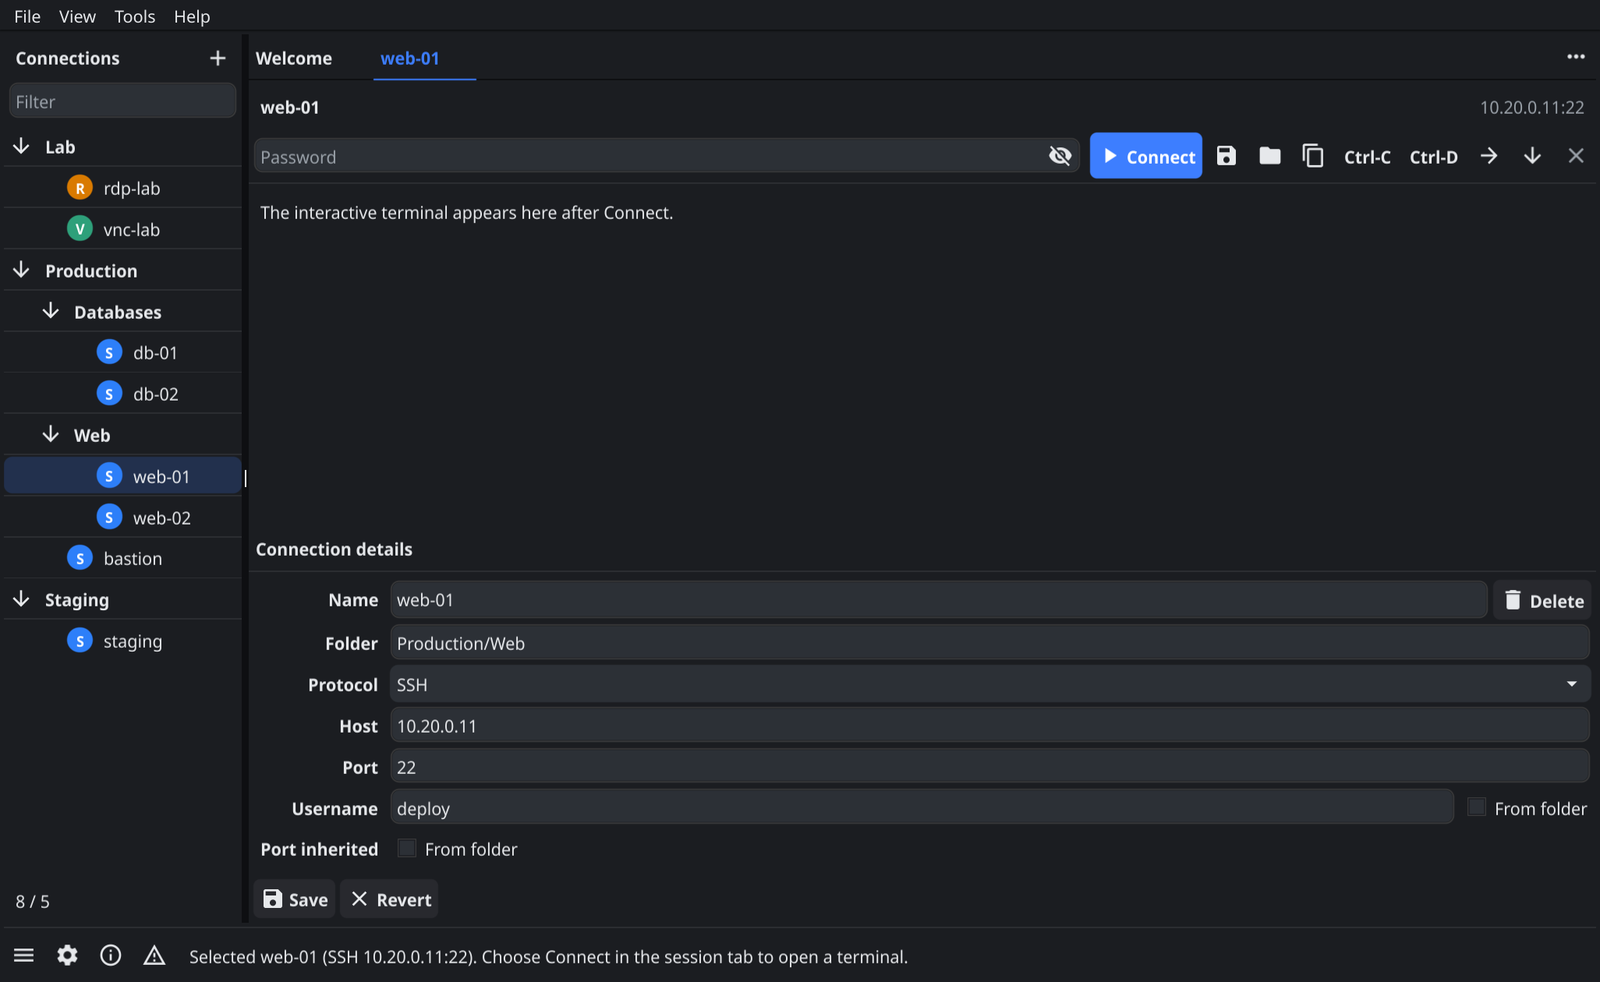 File View Tools Help
Connections +
Filter
Lab
R rdp-lab
V vnc-lab
Production
Databases
S db-01
S db-02
Web
S web-01
S web-02
S bastion
Staging
S staging
8 / 5
Welcome web-01
web-01 10.20.0.11:22
Password Connect Ctrl-C Ctrl-D
The interactive terminal appears here after Connect.
Connection details
Name web-01 Delete
Folder Production/Web
Protocol SSH
Host 10.20.0.11
Port 22
Username deploy From folder
Port inherited From folder
Save Revert
Selected web-01 (SSH 10.20.0.11:22). Choose Connect in the session tab to open a terminal.